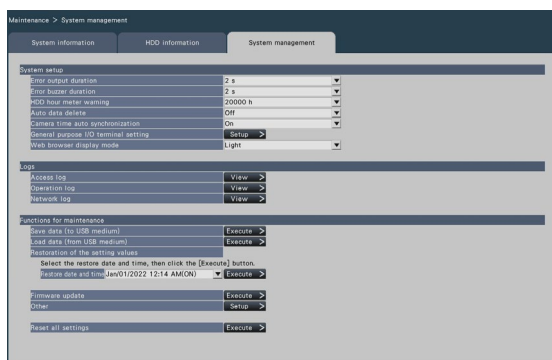 Maintenance > System management
System information HDD information System management
System setup
Error output duration 2 s
Error buzzer duration 2 s
HDD hour meter warning 20000 h
Auto data delete Off
Camera time auto synchronization On
General purpose I/O terminal setting Setup >
Web browser display mode Light
Logs
Access log View >
Operation log View >
Network log View >
Functions for maintenance
Save data (to USB medium) Execute >
Load data (from USB medium) Execute >
Restoration of the setting values
Select the restore date and time, then click the [Execute] button.
Restore date and time Jan/01/2022 12:14 AM(ON) Execute >
Firmware update Execute >
Other Setup >
Reset all settings Execute >